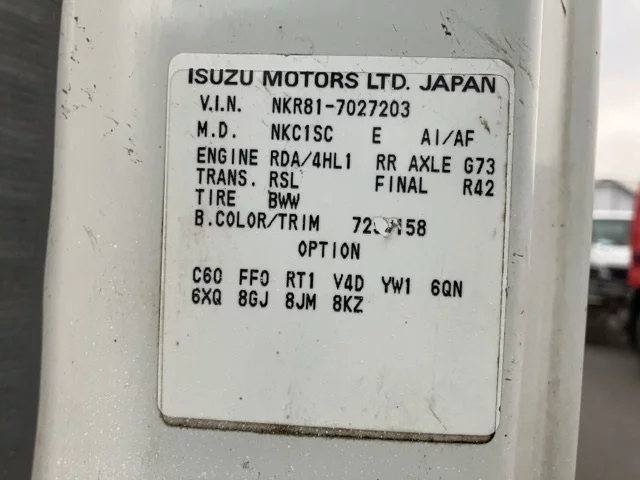 ISUZU MOTORS LTD. JAPAN
V.I.N. NKR81-7027203
M.D. NKC1SC E AI/AF
ENGINE RDA/4HL1 RR AXLE G73
TRANS. RSL FINAL R42
TIRE BWW
B.COLOR/TRIM
OPTION
C60 FF0 RT1 V4D YW1 6QN
6XQ 8GJ 8JM 8KZ